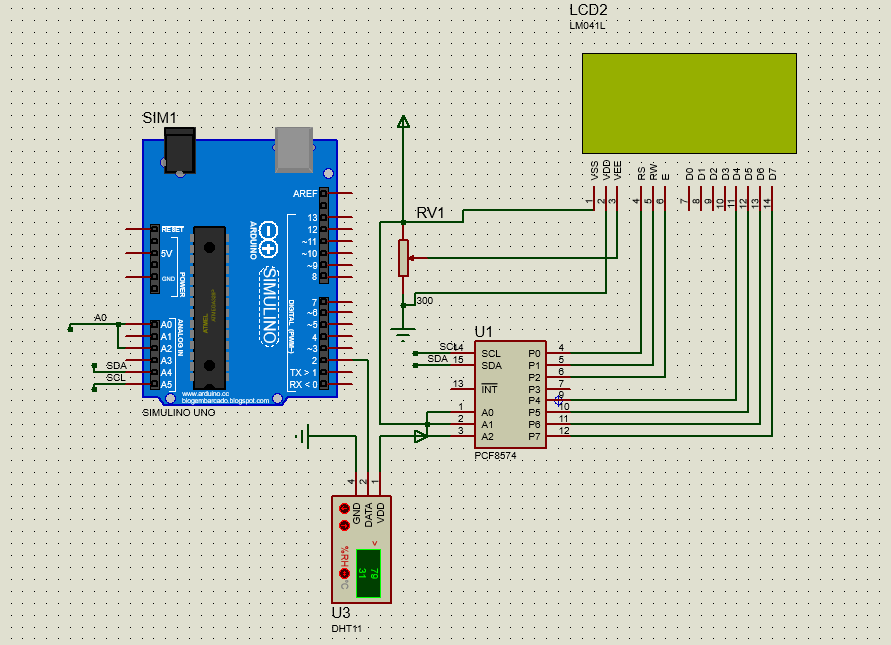 LCD2
LM041L
VSS
VDD
VEE
RS
RW
E
D0
D1
D2
D3
D4
D5
D6
D7
1
2
3
4
5
6
7
8
9
10
11
12
13
14
SIM1
AREF
RESET
5V
GND
POWER
13
12
~11
~10
~9
8
7
~6
~5
4
~3
2
TX > 1
RX < 0
DIGITAL (PWM~)
ARDUINO
SIMULINO
ATMEL
ANALOG IN
A0
A1
A2
A3
A4
A5
A0
SDA
SCL
www.arduino.cc
blogembarcado.blogspot.com
SIMULINO UNO
RV1
300
U1
SCL
SDA
14
15
13
1
2
3
SCL
SDA
INT
A0
A1
A2
P0
P1
P2
P3
P4
P5
P6
P7
4
5
6
7
9
10
11
12
PCF8574
4
2
1
GND
DATA
VDD
>
%RH
°C
79
31
U3
DHT11